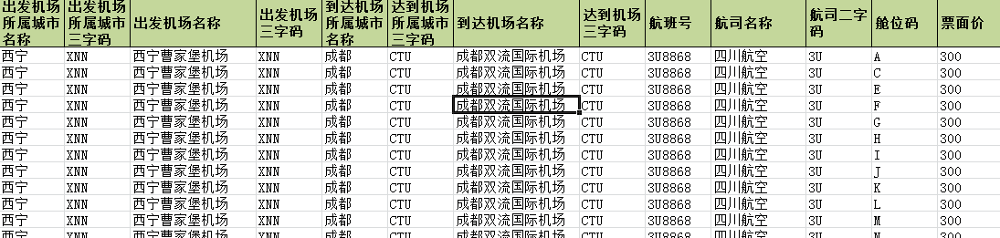 出发机场所属城市名称 出发机场所属城市三字码 出发机场名称 出发机场三字码 到达机场所属城市名称 达到机场所属城市三字码 到达机场名称 达到机场三字码 航班号 航司名称 航司二字码 舱位码 票面价
西宁 XNN 西宁曹家堡机场 XNN 成都 CTU 成都双流国际机场 CTU 3U8868 四川航空 3U A 300
西宁 XNN 西宁曹家堡机场 XNN 成都 CTU 成都双流国际机场 CTU 3U8868 四川航空 3U C 300
西宁 XNN 西宁曹家堡机场 XNN 成都 CTU 成都双流国际机场 CTU 3U8868 四川航空 3U E 300
西宁 XNN 西宁曹家堡机场 XNN 成都 CTU 成都双流国际机场 CTU 3U8868 四川航空 3U F 300
西宁 XNN 西宁曹家堡机场 XNN 成都 CTU 成都双流国际机场 CTU 3U8868 四川航空 3U G 300
西宁 XNN 西宁曹家堡机场 XNN 成都 CTU 成都双流国际机场 CTU 3U8868 四川航空 3U H 300
西宁 XNN 西宁曹家堡机场 XNN 成都 CTU 成都双流国际机场 CTU 3U8868 四川航空 3U I 300
西宁 XNN 西宁曹家堡机场 XNN 成都 CTU 成都双流国际机场 CTU 3U8868 四川航空 3U J 300
西宁 XNN 西宁曹家堡机场 XNN 成都 CTU 成都双流国际机场 CTU 3U8868 四川航空 3U K 300
西宁 XNN 西宁曹家堡机场 XNN 成都 CTU 成都双流国际机场 CTU 3U8868 四川航空 3U L 300
西宁 XNN 西宁曹家堡机场 XNN 成都 CTU 成都双流国际机场 CTU 3U8868 四川航空 3U M 300
西宁 XNN 西宁曹家堡机场 XNN 成都 CTU 成都双流国际机场 CTU 3U8868 四川航空 3U N 300